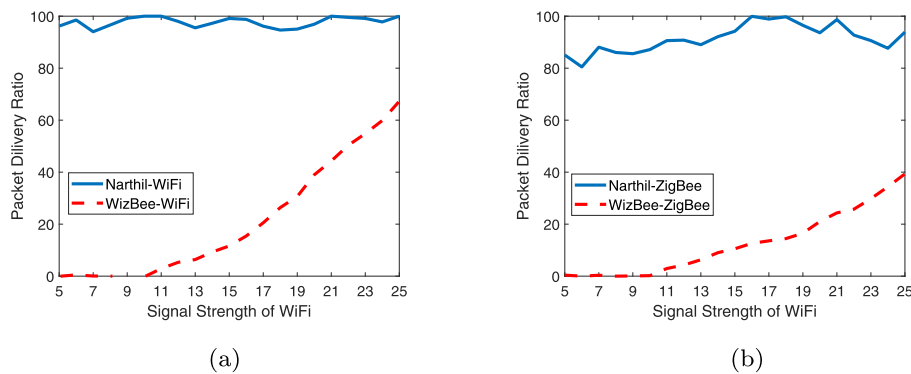 100
80
60
40
20
0
Packet Dilivery Ratio
Narthil-WiFi
WizBee-WiFi
5 7 9 11 13 15 17 19 21 23 25
Signal Strength of WiFi
(a)
100
80
60
40
20
0
Packet Dilivery Ratio
Narthil-ZigBee
WizBee-ZigBee
5 7 9 11 13 15 17 19 21 23 25
Signal Strength of WiFi
(b)